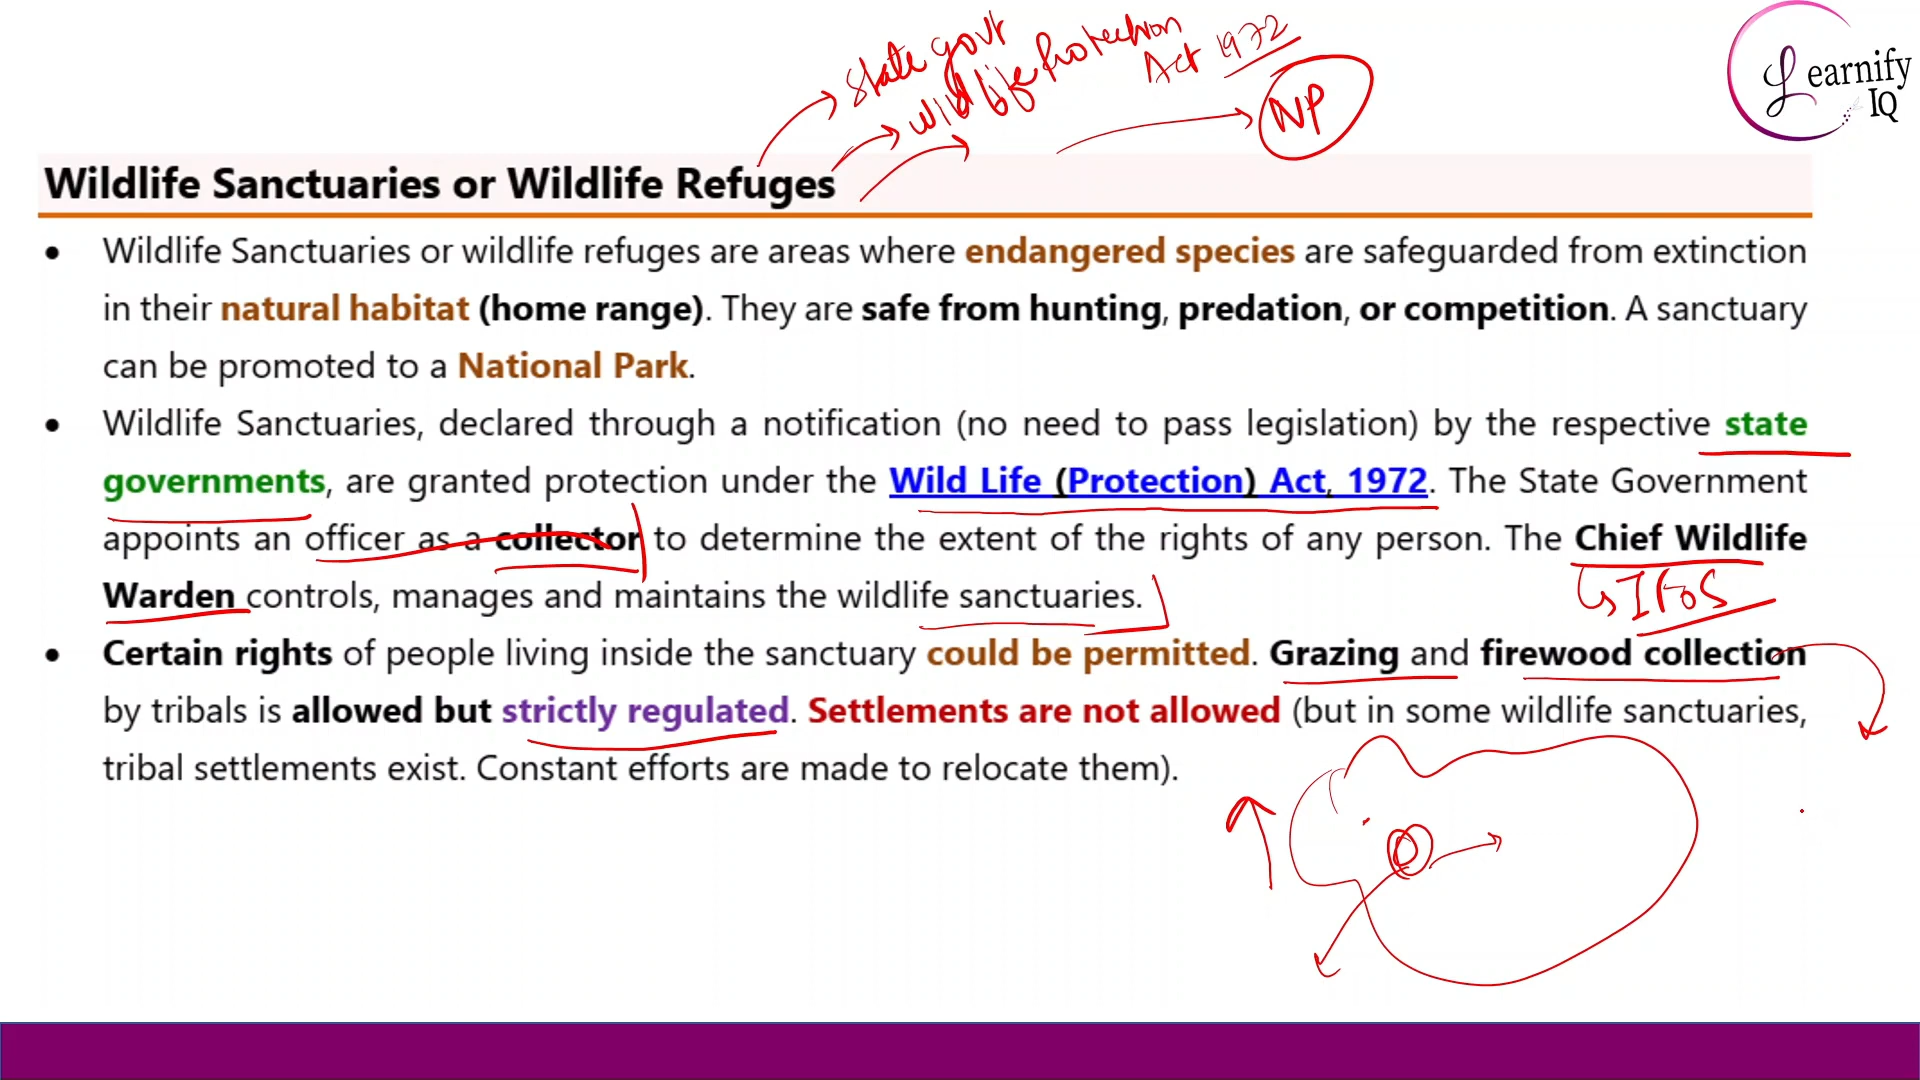 State govt
Wildlife Protection
Act 1972
NP
Learnify
IQ
Wildlife Sanctuaries or Wildlife Refuges
• Wildlife Sanctuaries or wildlife refuges are areas where endangered species are safeguarded from extinction
in their natural habitat (home range). They are safe from hunting, predation, or competition. A sanctuary
can be promoted to a National Park.
• Wildlife Sanctuaries, declared through a notification (no need to pass legislation) by the respective state
governments, are granted protection under the Wild Life (Protection) Act, 1972. The State Government
appoints an officer as a collector to determine the extent of the rights of any person. The Chief Wildlife
Warden controls, manages and maintains the wildlife sanctuaries.
IFoS
• Certain rights of people living inside the sanctuary could be permitted. Grazing and firewood collection
by tribals is allowed but strictly regulated. Settlements are not allowed (but in some wildlife sanctuaries,
tribal settlements exist. Constant efforts are made to relocate them).